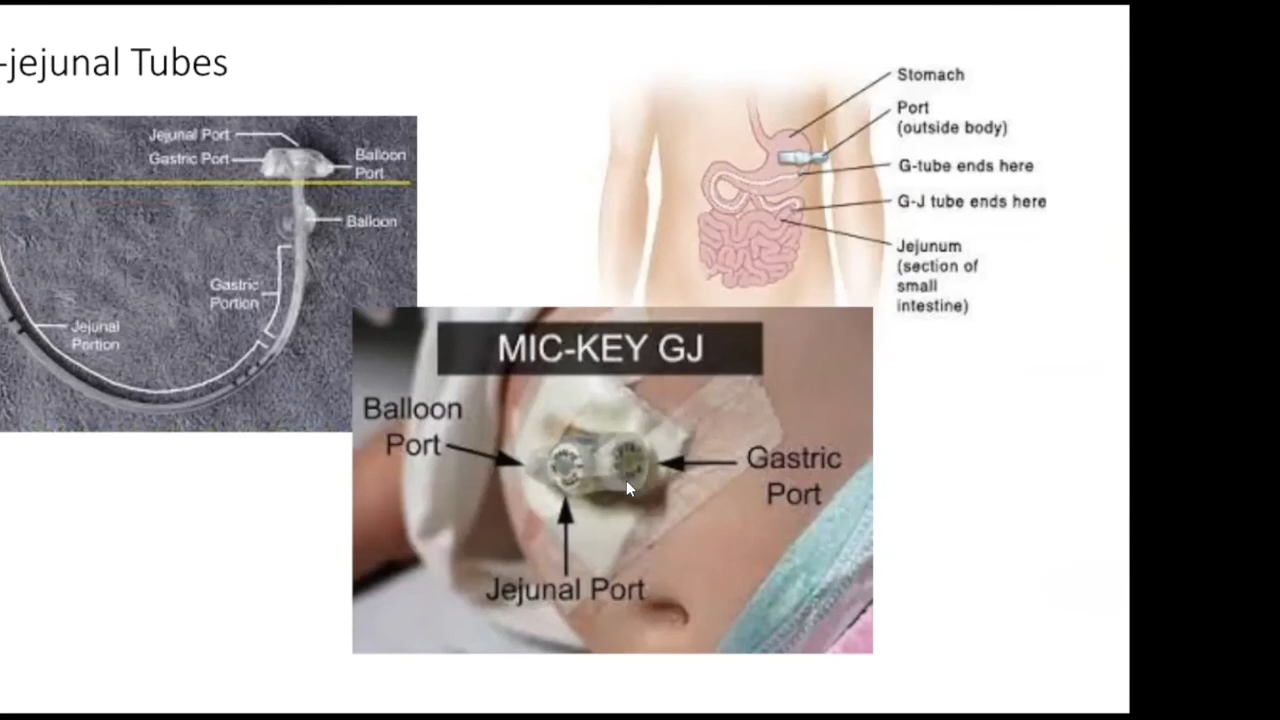 -jejunal Tubes
Jejunal Port
Gastric Port
Balloon
Port
Balloon
Gastric
Portion
Jejunal
Portion
Stomach
Port
(outside body)
G-tube ends here
G-J tube ends here
Jejunum
(section of
small
intestine)
MIC-KEY GJ
Balloon
Port
Gastric
Port
Jejunal Port